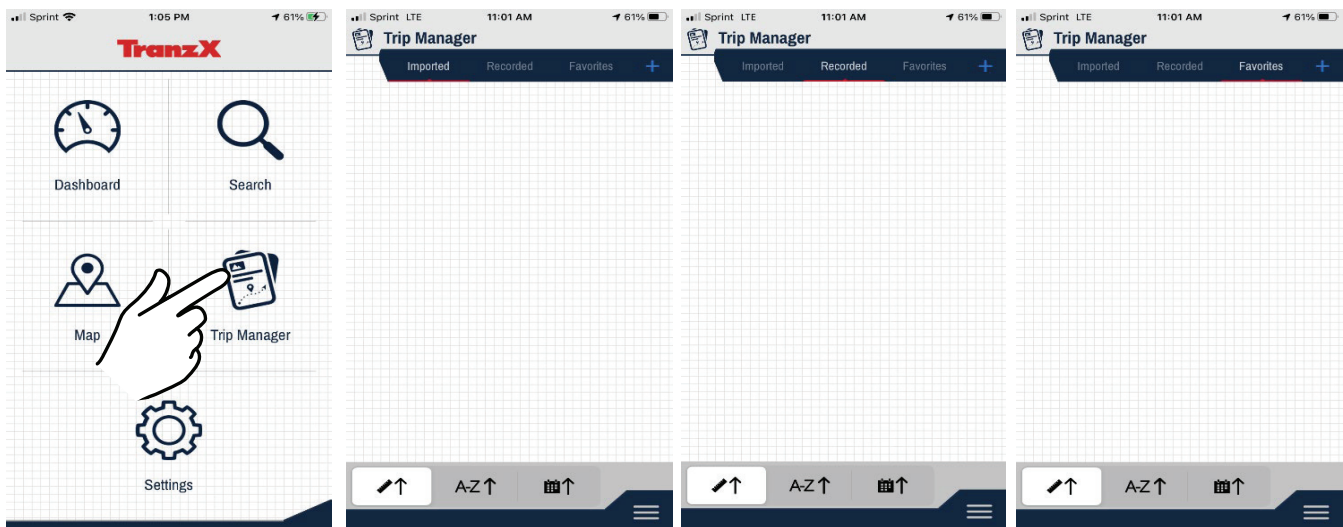 Sprint 1:05 PM 61%
TranzX
Dashboard Search
Map Trip Manager
Settings
Sprint LTE 11:01 AM 61%
Trip Manager
Imported Recorded Favorites +
A-Z
Sprint LTE 11:01 AM 61%
Trip Manager
Imported Recorded Favorites +
A-Z
Sprint LTE 11:01 AM 61%
Trip Manager
Imported Recorded Favorites +
A-Z